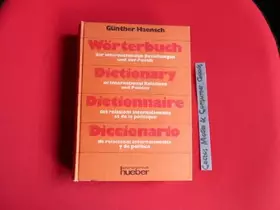 Günther Haensch
Wörterbuch
der internationalen Beziehungen
und der Politik
Dictionary
of International Relations
and Politics
Dictionnaire
des relations internationales
et de la politique
Diccionario
de relaciones internacionales
y de política
hueber